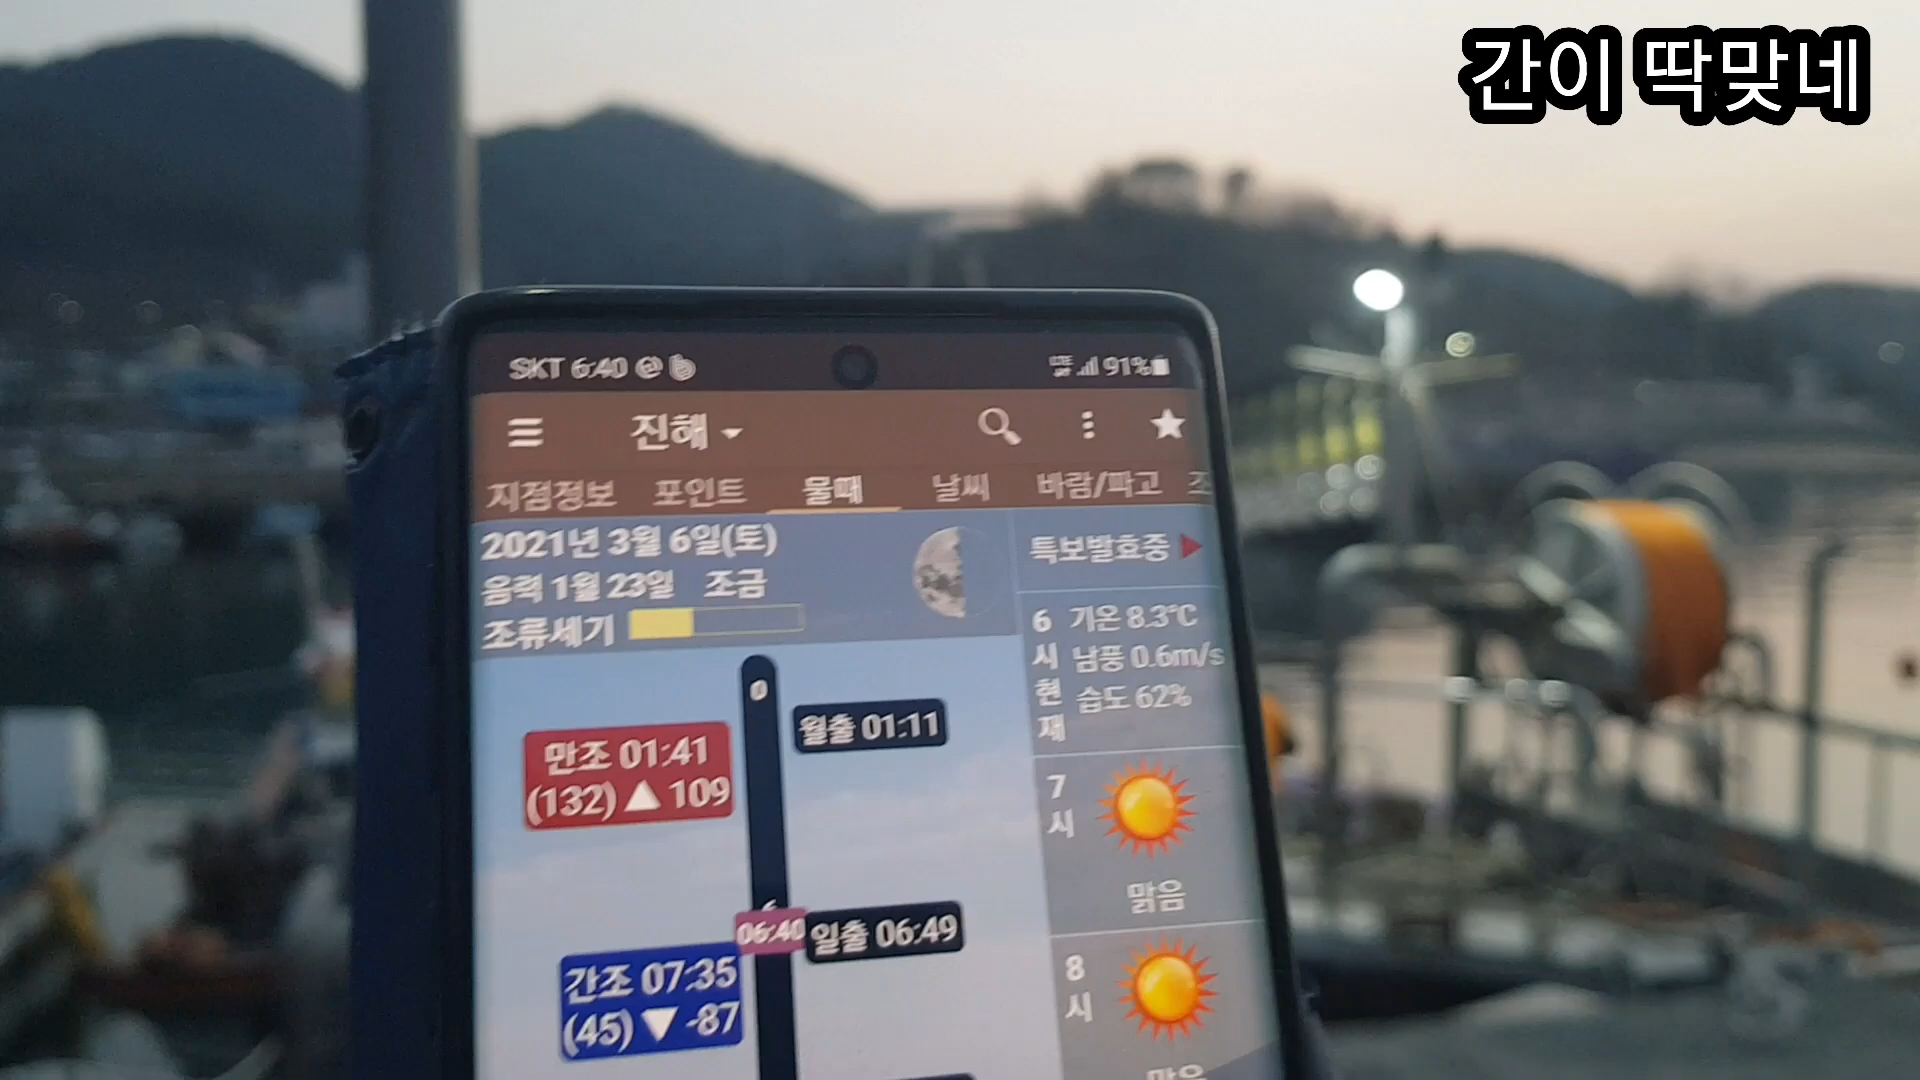 간이 딱맞네
SKT 6:40 91%
진해
지점정보 포인트 물때 날씨 바람/파고
2021년 3월 6일(토)
음력 1월 23일 조금
조류세기
특보발효중
6시현재
기온 8.3°C
남풍 0.6m/s
습도 62%
0
월출 01:11
만조 01:41
(132) ▲ 109
7시
맑음
06:40
일출 06:49
간조 07:35
(45) ▼ -87
8시
맑음